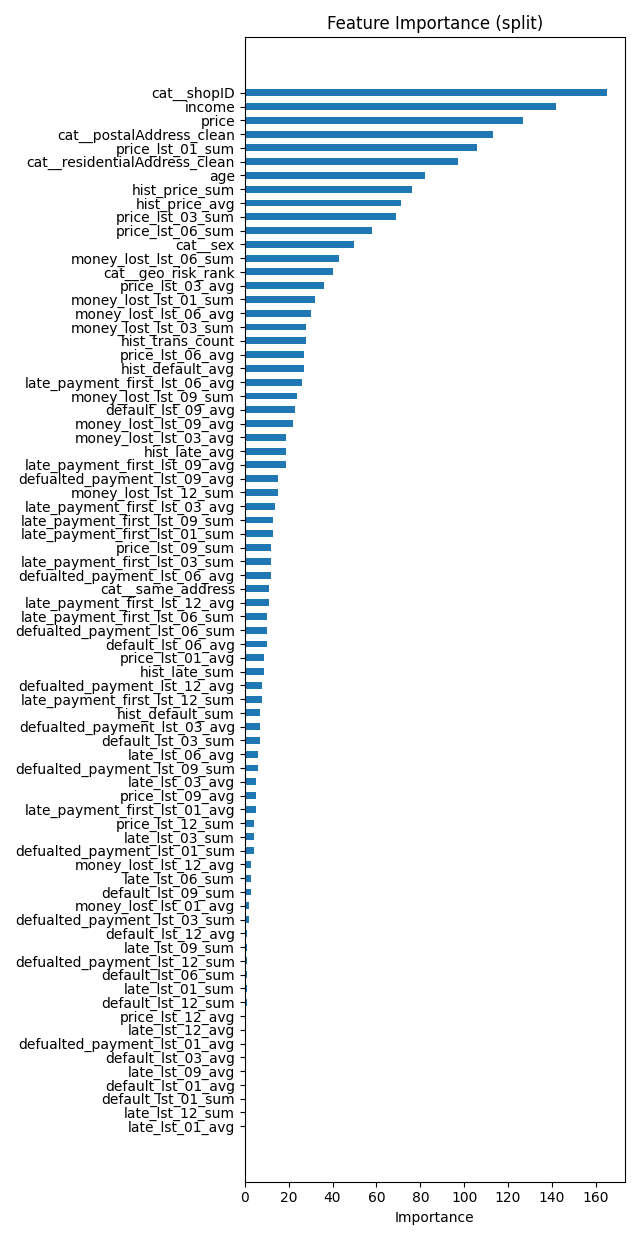 Feature Importance (split)
cat__shopID
income
price
cat__postalAddress_clean
price_lst_01_sum
cat__residentialAddress_clean
age
hist_price_sum
hist_price_avg
price_lst_03_sum
price_lst_06_sum
cat__sex
money_lost_lst_06_sum
cat__geo_risk_rank
price_lst_03_avg
money_lost_lst_01_sum
money_lost_lst_06_avg
money_lost_lst_03_sum
hist_trans_count
price_lst_06_avg
hist_default_avg
late_payment_first_lst_06_avg
money_lost_lst_09_sum
default_lst_09_avg
money_lost_lst_09_avg
money_lost_lst_03_avg
hist_late_avg
late_payment_first_lst_09_avg
defualted_payment_lst_09_avg
money_lost_lst_12_sum
late_payment_first_lst_03_avg
late_payment_first_lst_09_sum
late_payment_first_lst_01_sum
price_lst_09_sum
late_payment_first_lst_03_sum
defualted_payment_lst_06_avg
cat__same_address
late_payment_first_lst_12_avg
late_payment_first_lst_06_sum
defualted_payment_lst_06_sum
default_lst_06_avg
price_lst_01_avg
hist_late_sum
defualted_payment_lst_12_avg
late_payment_first_lst_12_sum
hist_default_sum
defualted_payment_lst_03_avg
default_lst_03_sum
late_lst_06_avg
defualted_payment_lst_09_sum
late_lst_03_avg
price_lst_09_avg
late_payment_first_lst_01_avg
price_lst_12_sum
late_lst_03_sum
defualted_payment_lst_01_sum
money_lost_lst_12_avg
late_lst_06_sum
default_lst_09_sum
money_lost_lst_01_avg
defualted_payment_lst_03_sum
default_lst_12_avg
late_lst_09_sum
defualted_payment_lst_12_sum
default_lst_06_sum
late_lst_01_sum
default_lst_12_sum
price_lst_12_avg
late_lst_12_avg
defualted_payment_lst_01_avg
default_lst_03_avg
late_lst_09_avg
default_lst_01_avg
default_lst_01_sum
late_lst_12_sum
late_lst_01_avg
0 20 40 60 80 100 120 140 160
Importance